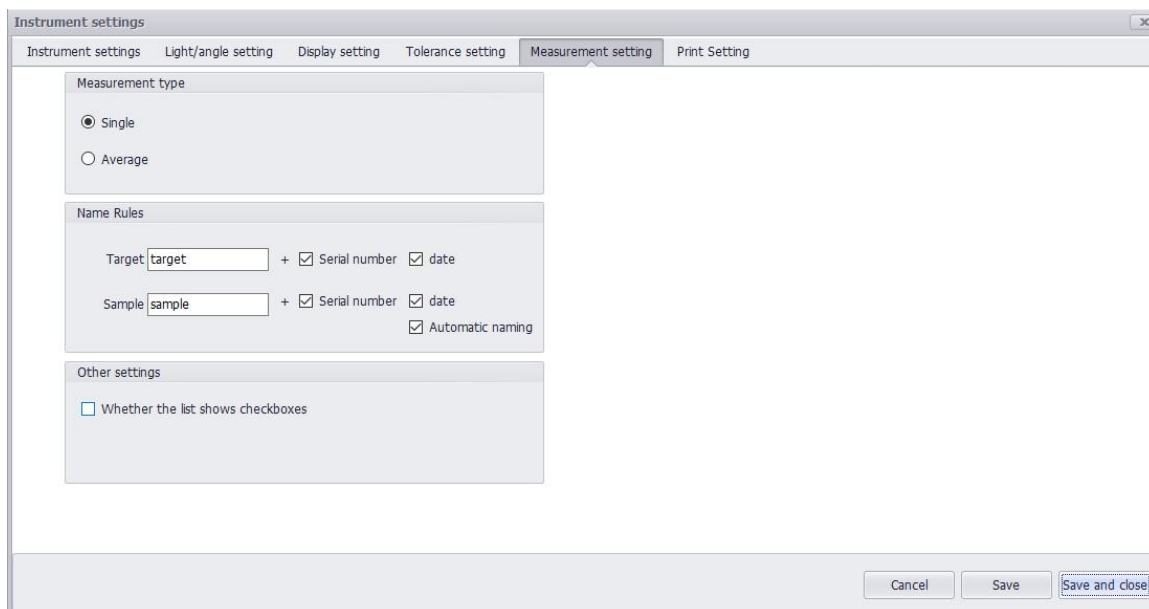 Instrument settings
Instrument settings Light/angle setting Display setting Tolerance setting Measurement setting Print Setting
Measurement type
Single
Average
Name Rules
Target target + Serial number date
Sample sample + Serial number date
Automatic naming
Other settings
Whether the list shows checkboxes
Cancel Save Save and close